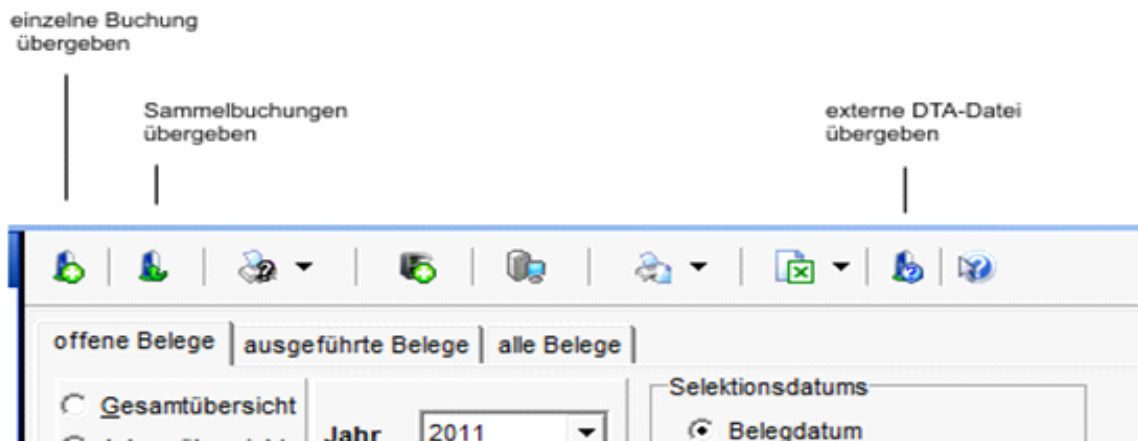 einzelne Buchung
übergeben
Sammelbuchungen
übergeben
externe DTA-Datei
übergeben
offene Belege
ausgeführte Belege
alle Belege
Gesamtübersicht
Jahr
2011
Selektionsdatums
Belegdatum